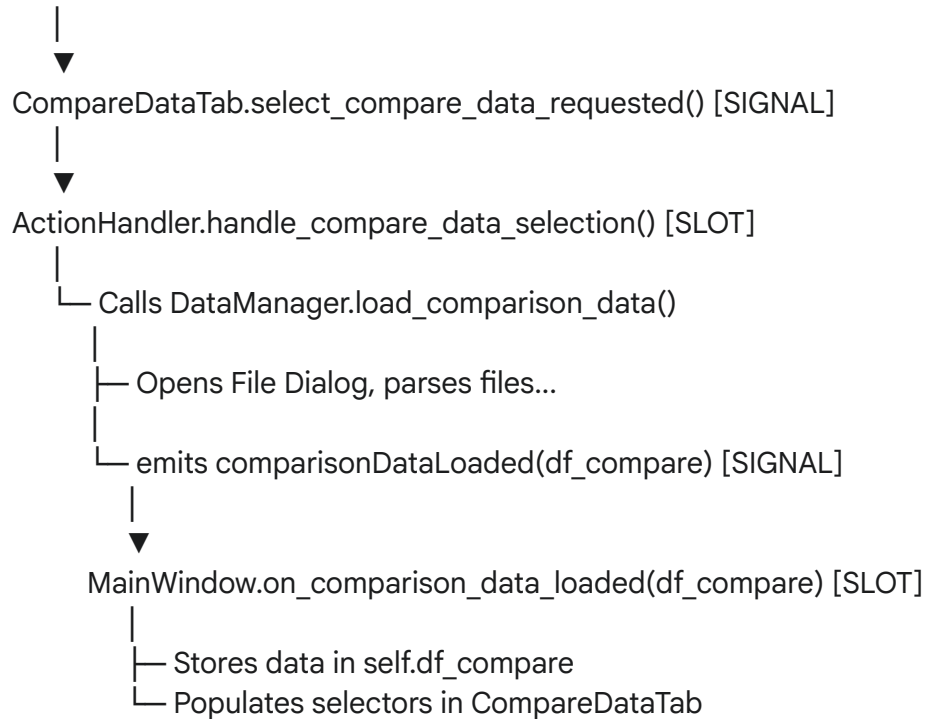 │
▼
CompareDataTab.select_compare_data_requested() [SIGNAL]
│
▼
ActionHandler.handle_compare_data_selection() [SLOT]
│
└─ Calls DataManager.load_comparison_data()
│
├─ Opens File Dialog, parses files...
│
└─ emits comparisonDataLoaded(df_compare) [SIGNAL]
│
▼
MainWindow.on_comparison_data_loaded(df_compare) [SLOT]
│
├─ Stores data in self.df_compare
└─ Populates selectors in CompareDataTab